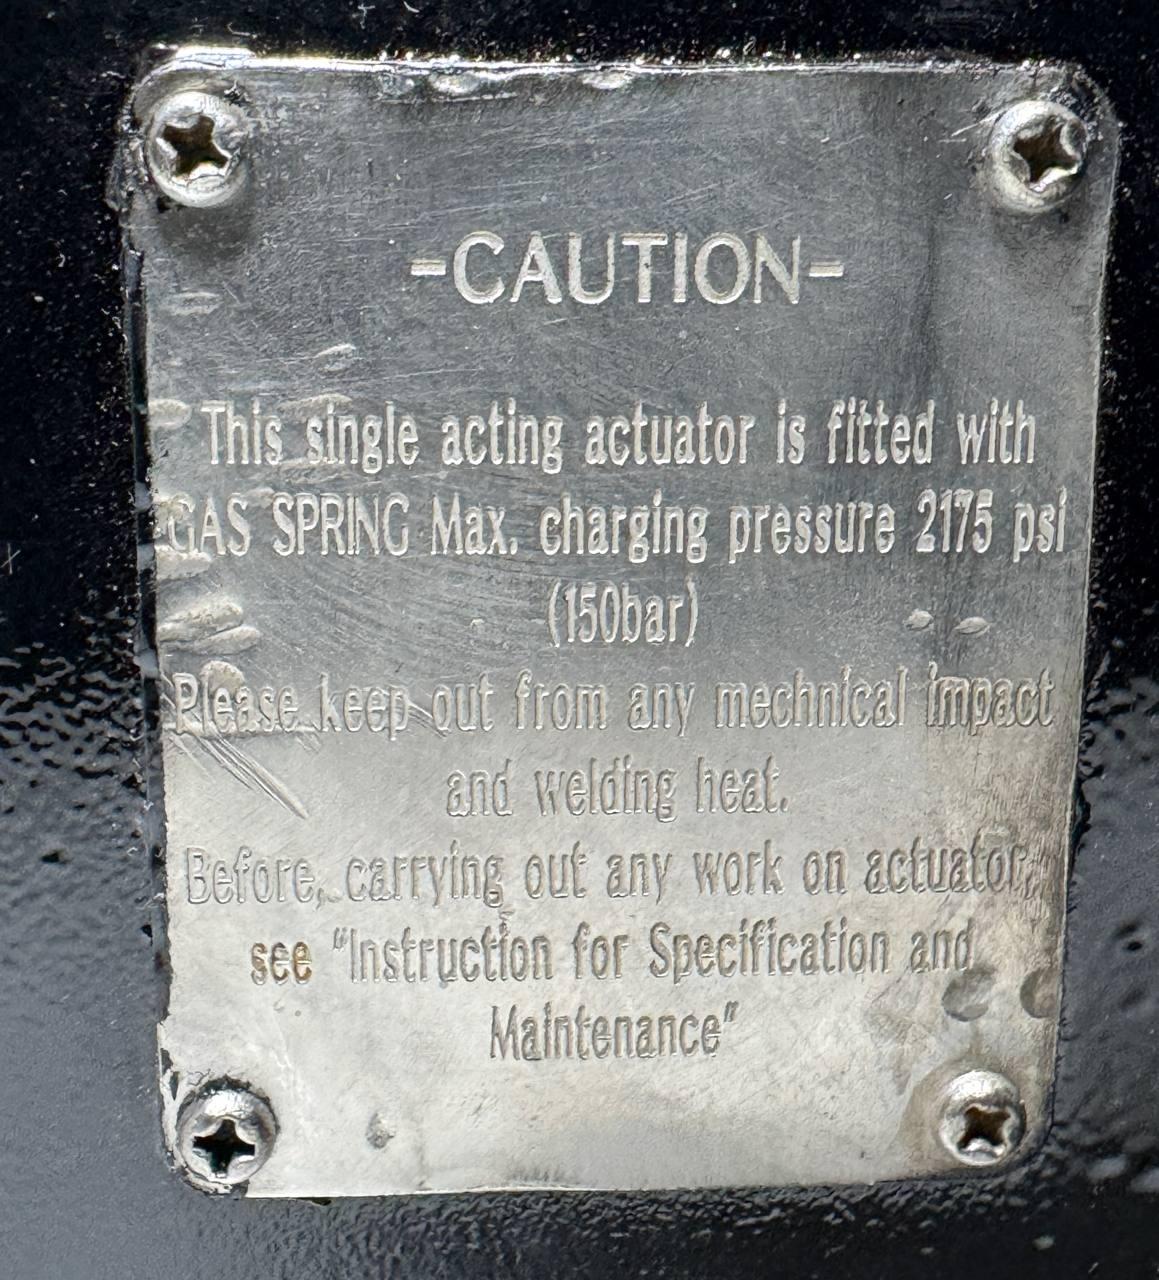 -CAUTION-
This single acting actuator is fitted with
GAS SPRING Max. charging pressure 2175 psi
(150bar)
Please keep out from any mechnical impact
and welding heat.
Before, carrying out any work on actuator,
see "Instruction for Specification and
Maintenance"